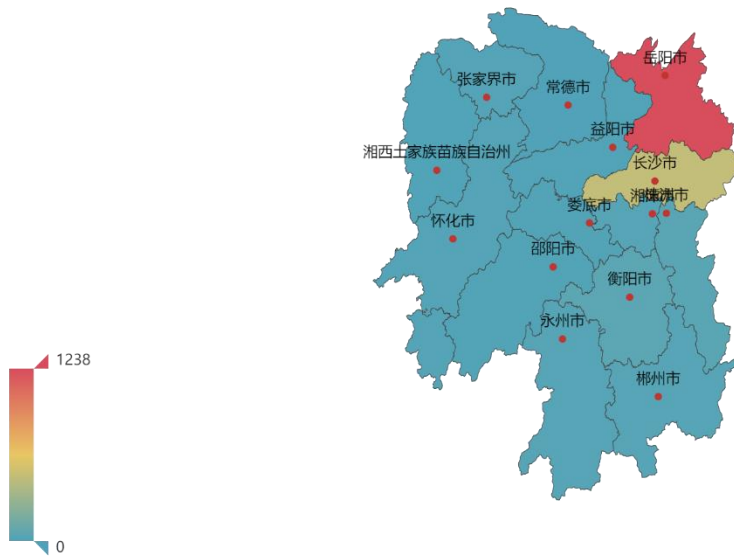 岳阳市
张家界市
常德市
益阳市
湘西土家族苗族自治州
长沙市
娄底市
怀化市
邵阳市
衡阳市
永州市
郴州市
1238
0